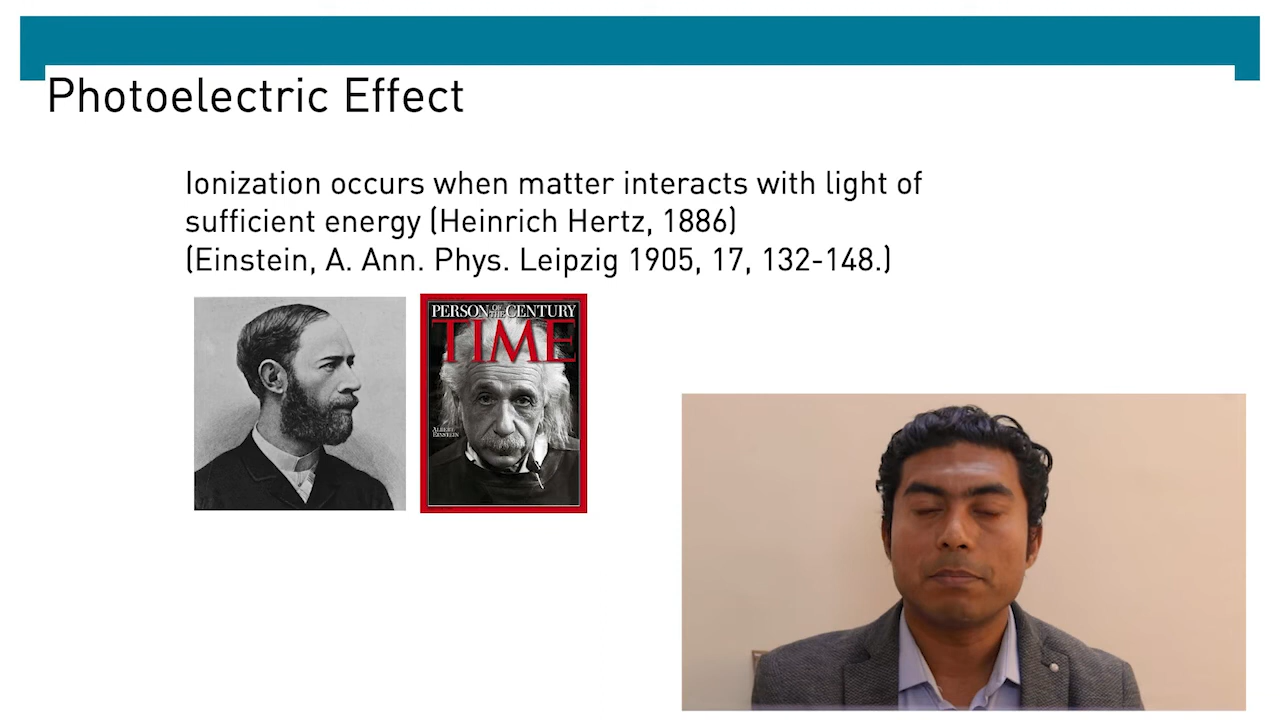 Photoelectric Effect
Ionization occurs when matter interacts with light of
sufficient energy (Heinrich Hertz, 1886)
(Einstein, A. Ann. Phys. Leipzig 1905, 17, 132-148.)
PERSON OF THE CENTURY
TIME
ALBERT
EINSTEIN